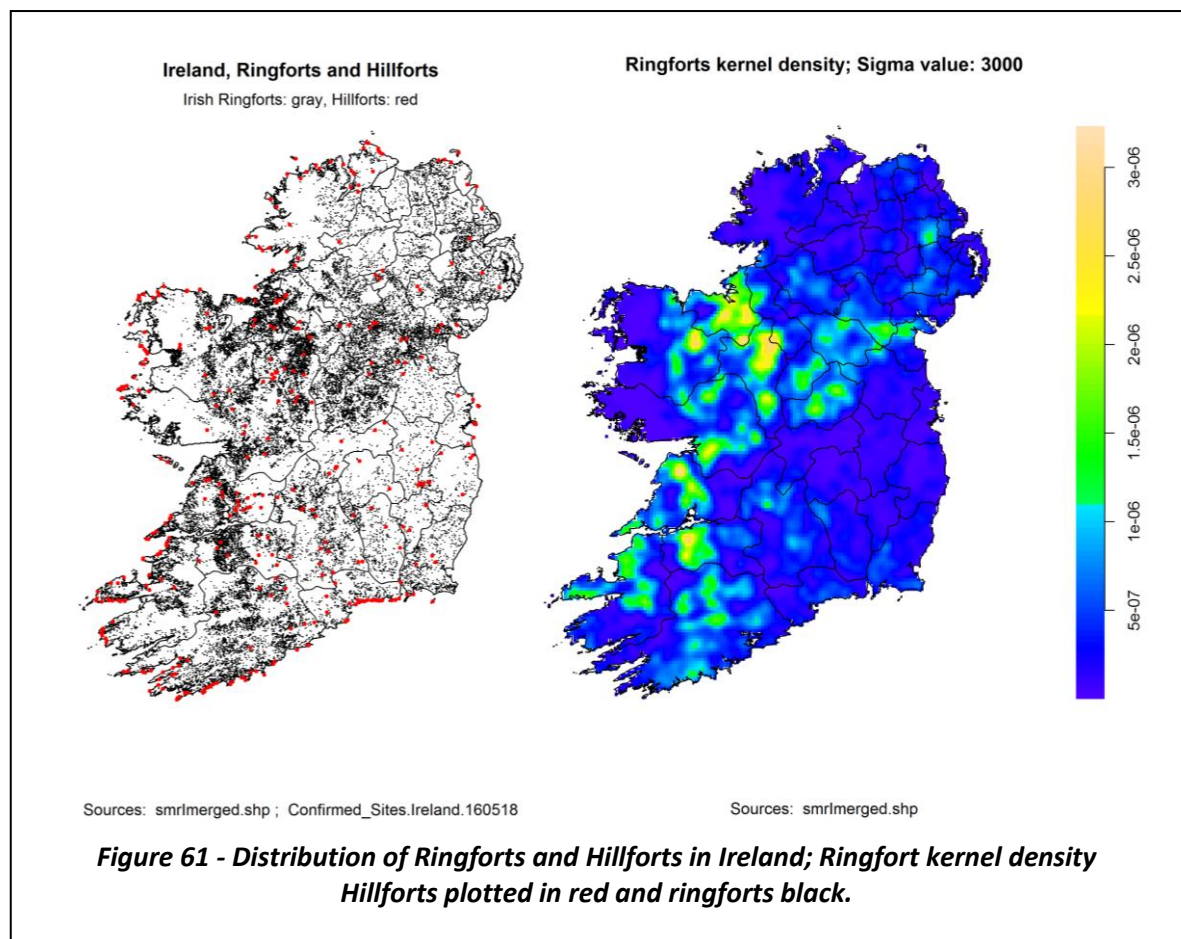 Ireland, Ringforts and Hillforts
Irish Ringforts: gray, Hillforts: red
Ringforts kernel density; Sigma value: 3000
3e-06
2.5e-06
2e-06
1.5e-06
1e-06
5e-07
Sources: smrImerged.shp ; Confirmed_Sites.Ireland.160518
Sources: smrImerged.shp
Figure 61 - Distribution of Ringforts and Hillforts in Ireland; Ringfort kernel density
Hillforts plotted in red and ringforts black.